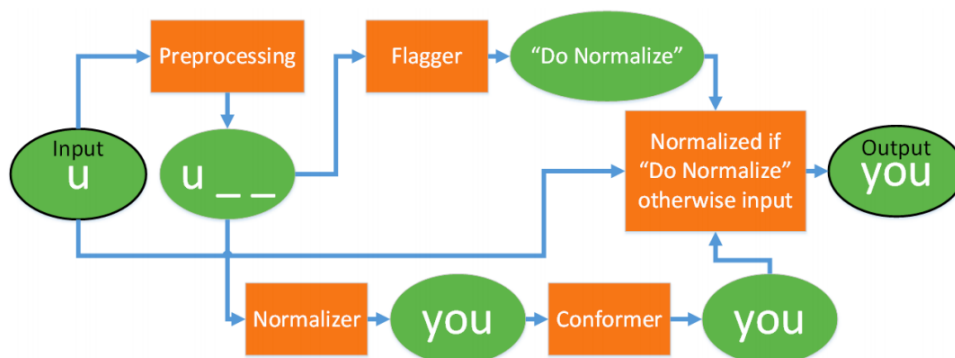 Preprocessing
Flagger
“Do Normalize”
Input
u
u _ _
Normalized if
“Do Normalize”
otherwise input
Output
you
Normalizer
you
Conformer
you